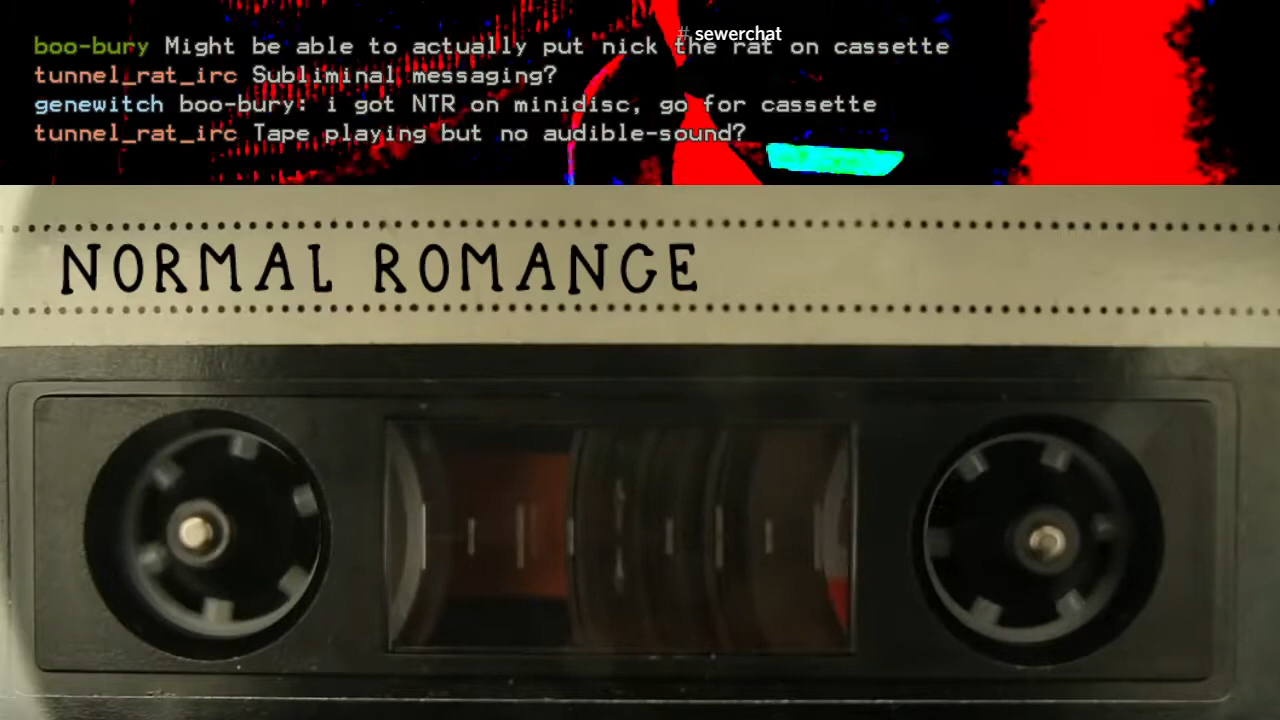 # sewerchat
boo-bury Might be able to actually put nick the rat on cassette
tunnel_rat_irc Subliminal messaging?
genewitch boo-bury: i got NTR on minidisc, go for cassette
tunnel_rat_irc Tape playing but no audible-sound?
NORMAL ROMANCE